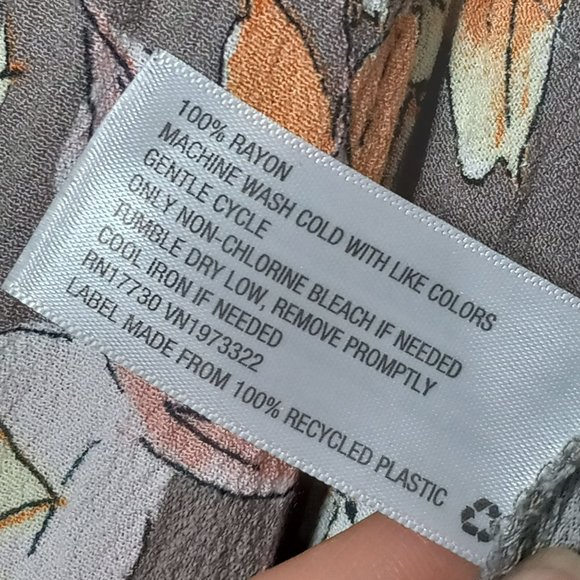 100% RAYON
MACHINE WASH COLD WITH LIKE COLORS
GENTLE CYCLE
ONLY NON-CHLORINE BLEACH IF NEEDED
TUMBLE DRY LOW, REMOVE PROMPTLY
COOL IRON IF NEEDED
RN17730 VN1973322
LABEL MADE FROM 100% RECYCLED PLASTIC